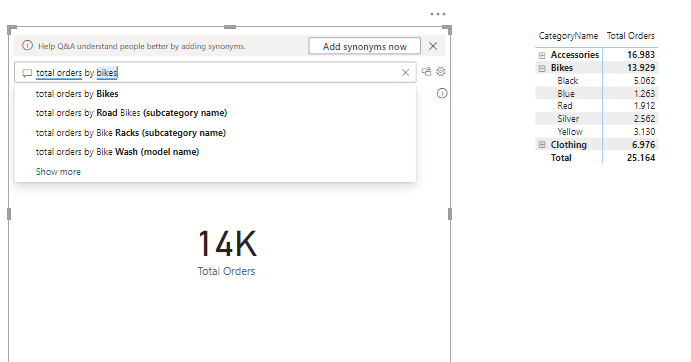 Help Q&A understand people better by adding synonyms.
Add synonyms now
total orders by bikes
total orders by Bikes
total orders by Road Bikes (subcategory name)
total orders by Bike Racks (subcategory name)
total orders by Bike Wash (model name)
Show more
14K
Total Orders
CategoryName Total Orders
Accessories 16.983
Bikes 13.929
Black 5.062
Blue 1.263
Red 1.912
Silver 2.562
Yellow 3.130
Clothing 6.976
Total 25.164